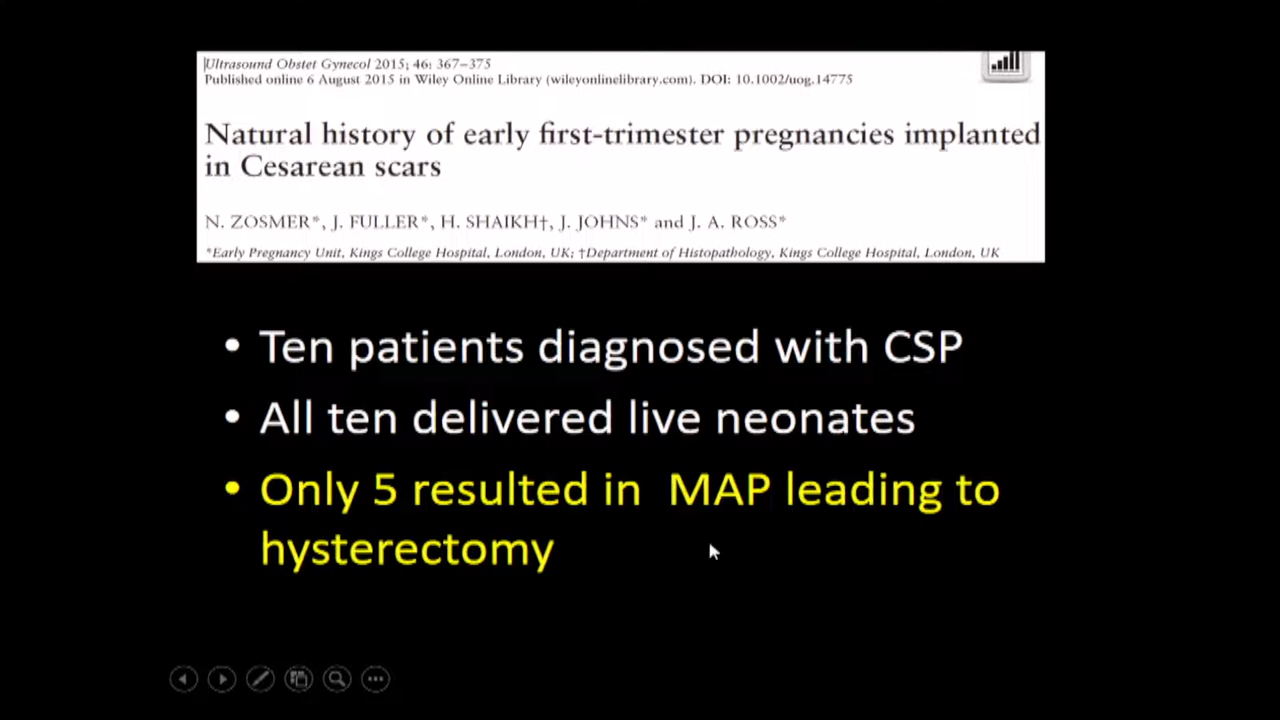 Ultrasound Obstet Gynecol 2015; 46: 367–375
Published online 6 August 2015 in Wiley Online Library (wileyonlinelibrary.com). DOI: 10.1002/uog.14775
Natural history of early first-trimester pregnancies implanted
in Cesarean scars
N. ZOSMER*, J. FULLER*, H. SHAIKH†, J. JOHNS* and J. A. ROSS*
*Early Pregnancy Unit, Kings College Hospital, London, UK; †Department of Histopathology, Kings College Hospital, London, UK
• Ten patients diagnosed with CSP
• All ten delivered live neonates
• Only 5 resulted in MAP leading to
hysterectomy